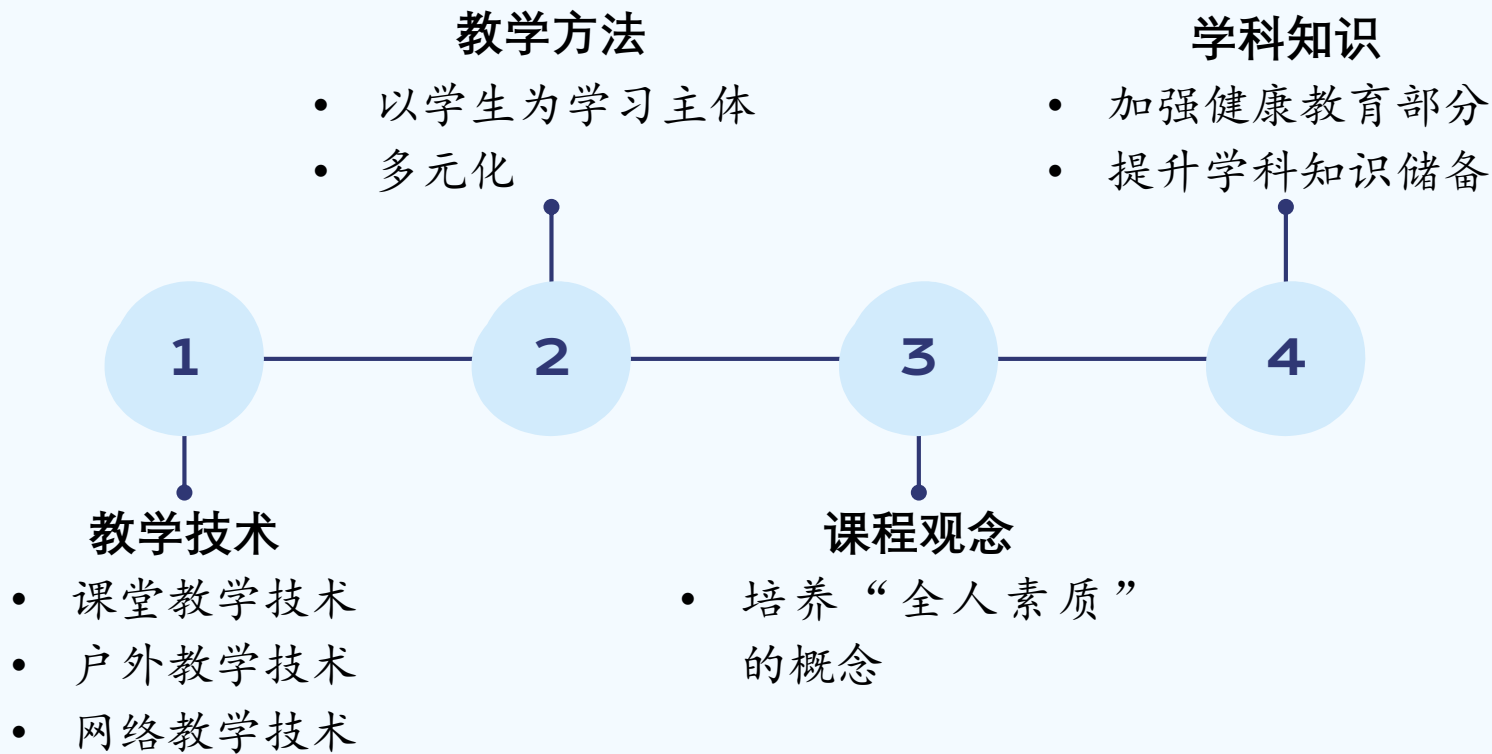 教学方法
• 以学生为学习主体
• 多元化
学科知识
• 加强健康教育部分
• 提升学科知识储备
1
2
3
4
教学技术
• 课堂教学技术
• 户外教学技术
• 网络教学技术
课程观念
• 培养“全人素质”
的概念